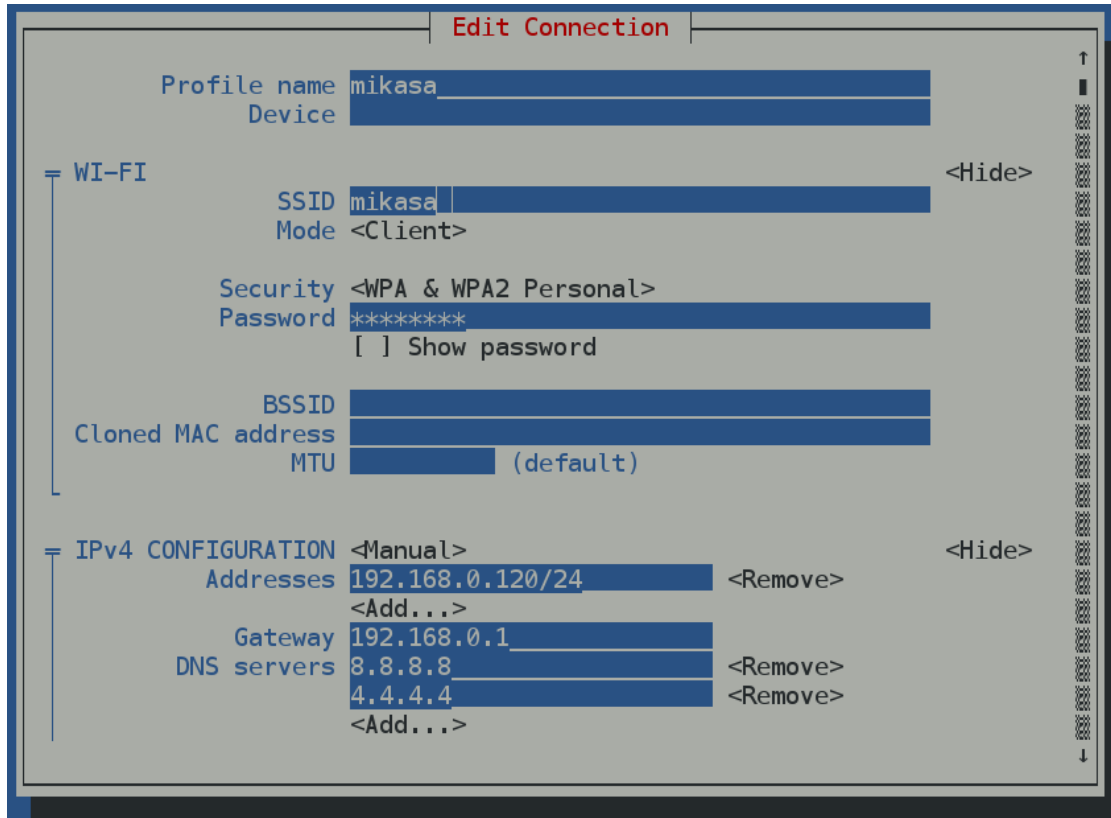 Edit Connection
Profile name mikasa
Device
WI-FI <Hide>
SSID mikasa
Mode <Client>
Security <WPA & WPA2 Personal>
Password ********
[ ] Show password
BSSID
Cloned MAC address
MTU (default)
IPv4 CONFIGURATION <Manual> <Hide>
Addresses 192.168.0.120/24 <Remove>
<Add...>
Gateway 192.168.0.1
DNS servers 8.8.8.8 <Remove>
4.4.4.4 <Remove>
<Add...>